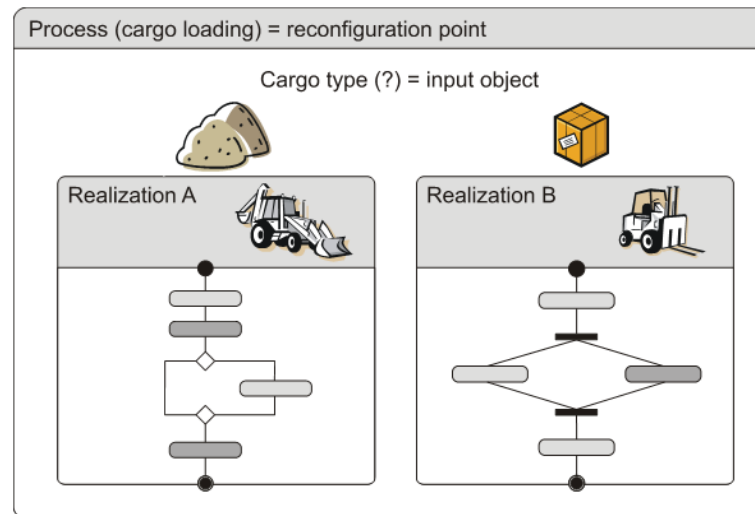 Process (cargo loading) = reconfiguration point
Cargo type (?) = input object
Realization A
Realization B